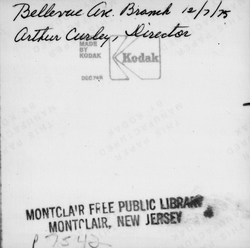 Bellevue Ave. Branch 12/7/75
Arthur Curley, Director
MADE BY
KODAK
Kodak
MONTCLAIR FREE PUBLIC LIBRARY
MONTCLAIR, NEW JERSEY